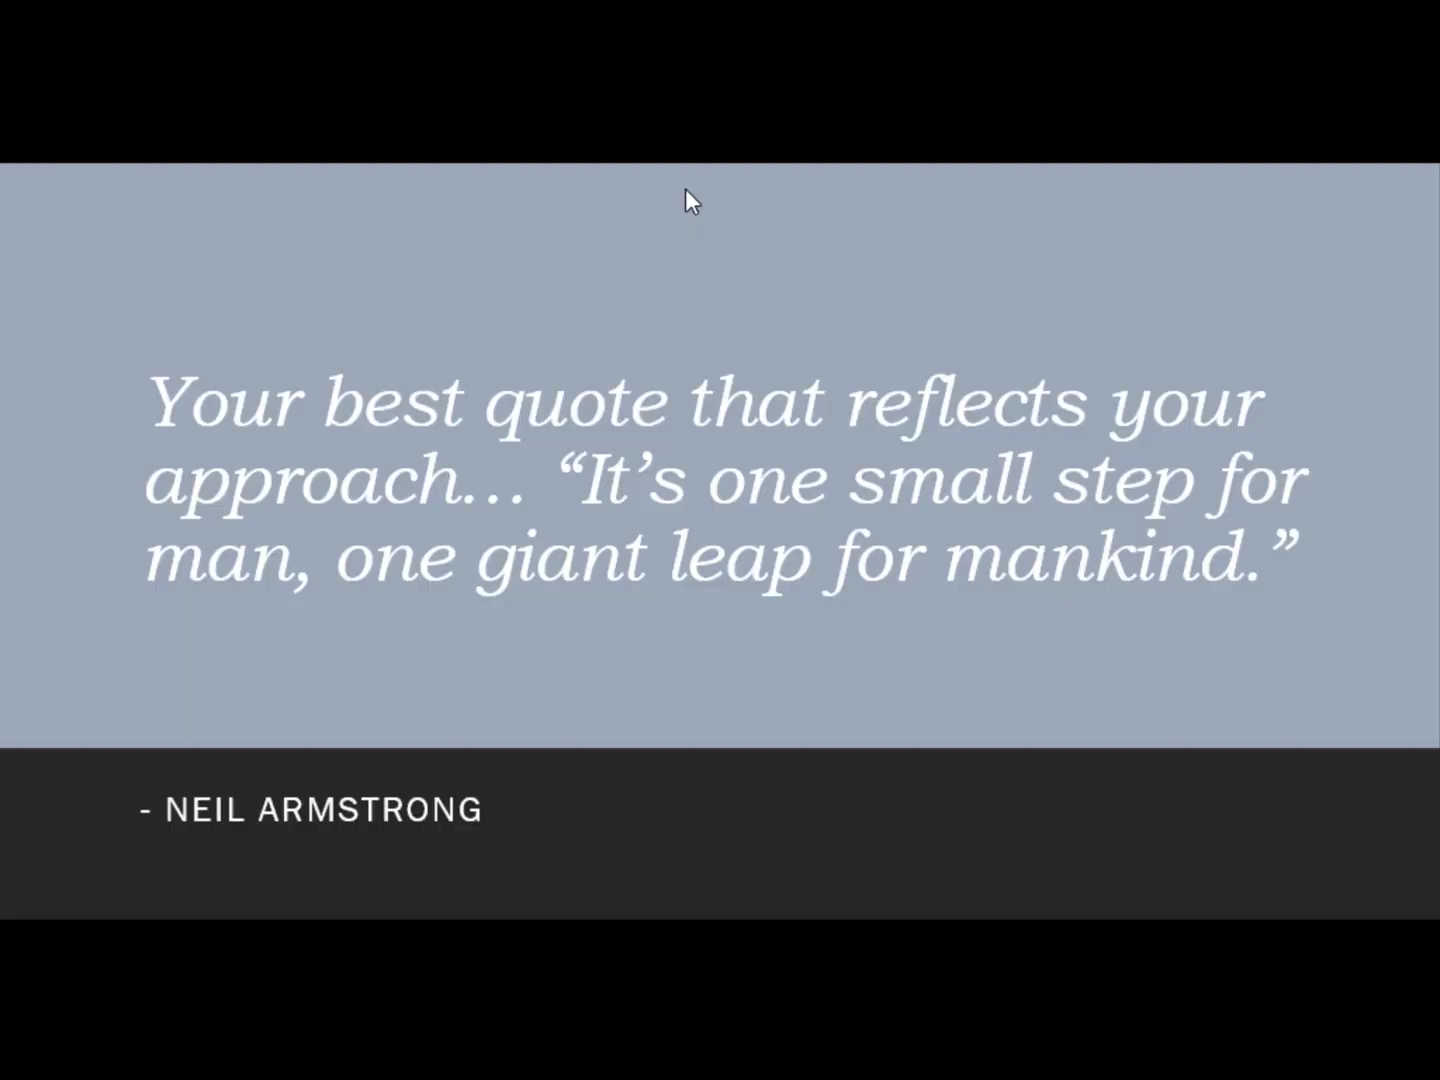 Your best quote that reflects your
approach… “It’s one small step for
man, one giant leap for mankind.”
- NEIL ARMSTRONG